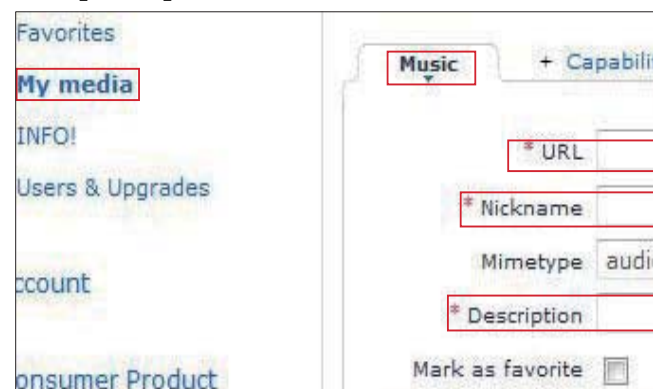 Favorites
My media
INFO!
Users & Upgrades
ccount
onsumer Product
Music + Capabili
* URL
* Nickname
Mimetype audi
* Description
Mark as favorite